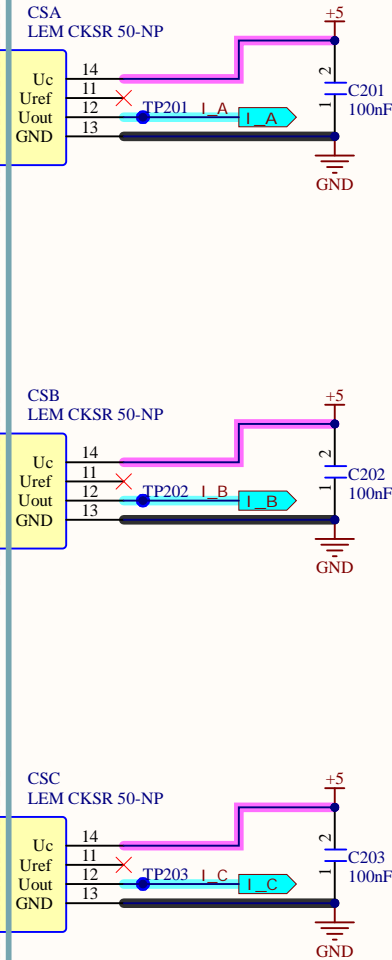 CSA
LEM CKSR 50-NP
+5
Uc 14
Uref 11
Uout 12
GND 13
TP201 I_A
I_A
2
1
C201
100nF
GND
CSB
LEM CKSR 50-NP
+5
Uc 14
Uref 11
Uout 12
GND 13
TP202 I_B
I_B
2
1
C202
100nF
GND
CSC
LEM CKSR 50-NP
+5
Uc 14
Uref 11
Uout 12
GND 13
TP203 I_C
I_C
2
1
C203
100nF
GND